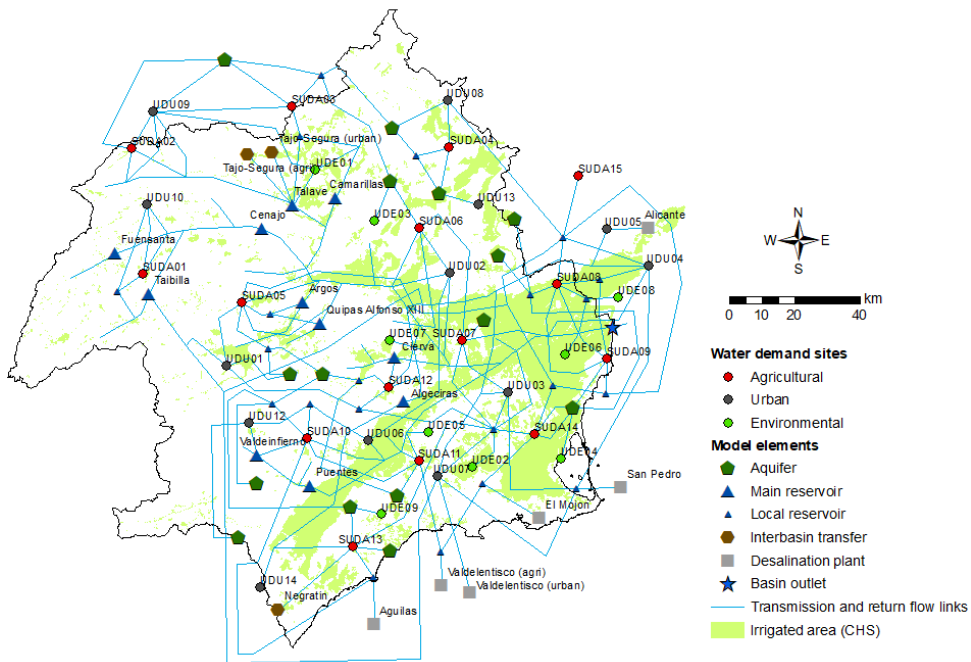 UDU08
SUDA03
UDU09
Tajo-Segura (urban)
SUDA02
SUDA04
Tajo-Segura (agri)
UDE01
SUDA15
Camarillas
Talave
UDU10
UDU13
Cenajo
UDE03
SUDA06
UDU05
Alicante
N
W
E
S
Fuensanta
SUDA01
Taibilla
UDU02
SUDA08
UDU04
Argos
SUDA05
UDE08
Quipas
Alfonso XIII
0
10
20
40
km
UDE07
SUDA07
Cierva
UDE06
SUDA09
UDU01
SUDA12
Algeciras
UDU03
UDU12
Valdeinfierno
SUDA10
UDU06
UDE05
SUDA14
SUDA11
UDE02
UDU07
UDE04
Puentes
San Pedro
El Mojon
UDE09
SUDA13
Valdelentisco (agri)
Valdelentisco (urban)
UDU14
Negratin
Aguilas
Water demand sites
Agricultural
Urban
Environmental
Model elements
Aquifer
Main reservoir
Local reservoir
Interbasin transfer
Desalination plant
Basin outlet
Transmission and return flow links
Irrigated area (CHS)